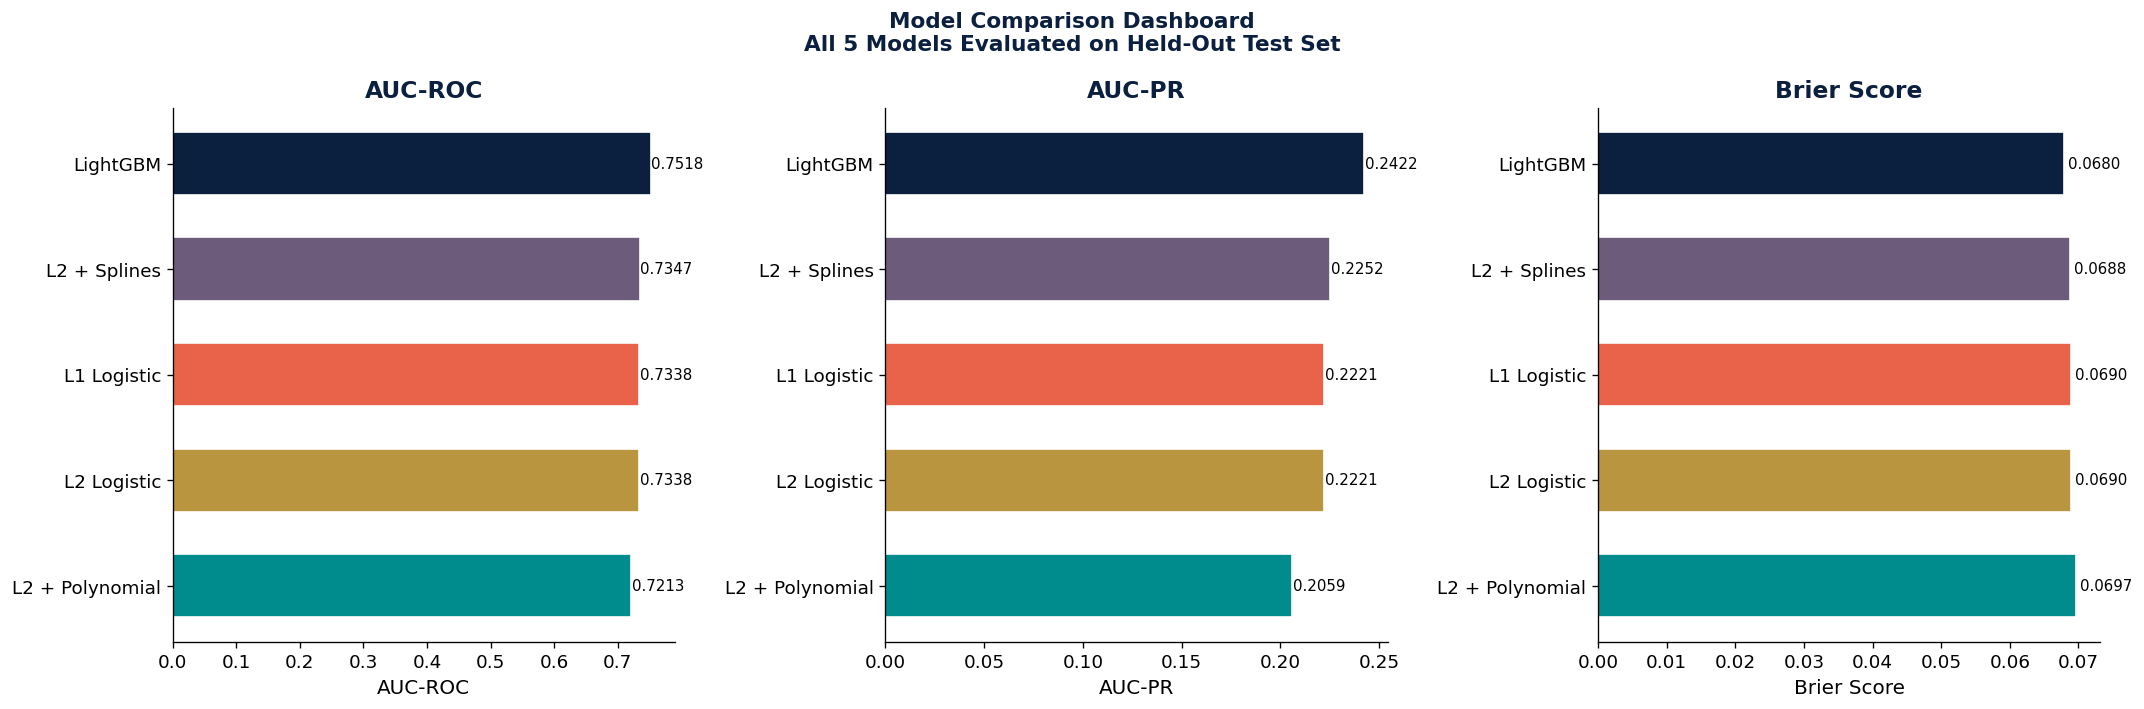 Model Comparison Dashboard
All 5 Models Evaluated on Held-Out Test Set
AUC-ROC
LightGBM
0.7518
L2 + Splines
0.7347
L1 Logistic
0.7338
L2 Logistic
0.7338
L2 + Polynomial
0.7213
0.0 0.1 0.2 0.3 0.4 0.5 0.6 0.7
AUC-ROC
AUC-PR
LightGBM
0.2422
L2 + Splines
0.2252
L1 Logistic
0.2221
L2 Logistic
0.2221
L2 + Polynomial
0.2059
0.00 0.05 0.10 0.15 0.20 0.25
AUC-PR
Brier Score
LightGBM
0.0680
L2 + Splines
0.0688
L1 Logistic
0.0690
L2 Logistic
0.0690
L2 + Polynomial
0.0697
0.00 0.01 0.02 0.03 0.04 0.05 0.06 0.07
Brier Score